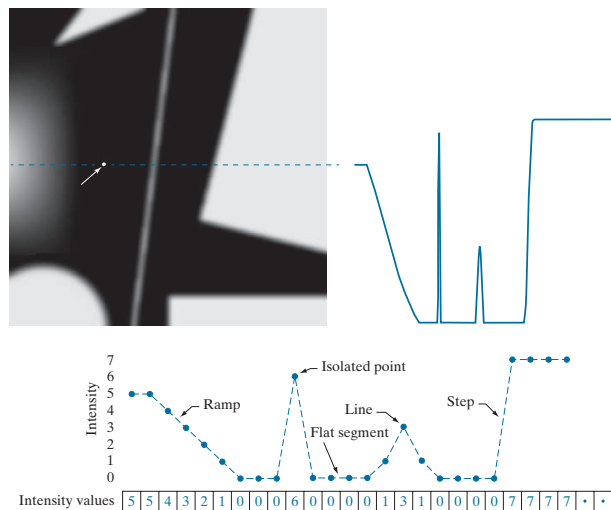 7
6
5
4
3
2
1
0
Intensity
Isolated point
Ramp
Line
Flat segment
Step
Intensity values 5 5 4 3 2 1 0 0 0 6 0 0 0 0 1 3 1 0 0 0 0 7 7 7 7 • •